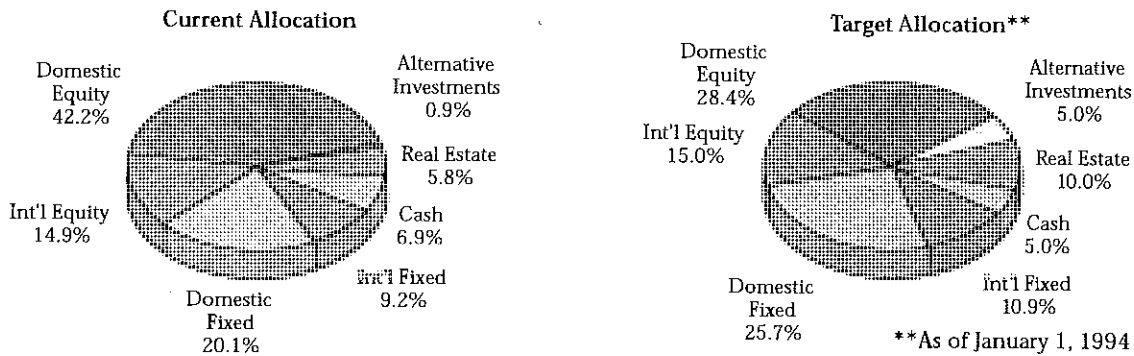 Current Allocation
Domestic
Equity
42.2%
Alternative
Investments
0.9%
Real Estate
5.8%
Cash
6.9%
Int'l Fixed
9.2%
Domestic
Fixed
20.1%
Int'l Equity
14.9%
Target Allocation**
Domestic
Equity
28.4%
Alternative
Investments
5.0%
Real Estate
10.0%
Cash
5.0%
Int'l Fixed
10.9%
Domestic
Fixed
25.7%
Int'l Equity
15.0%
**As of January 1, 1994